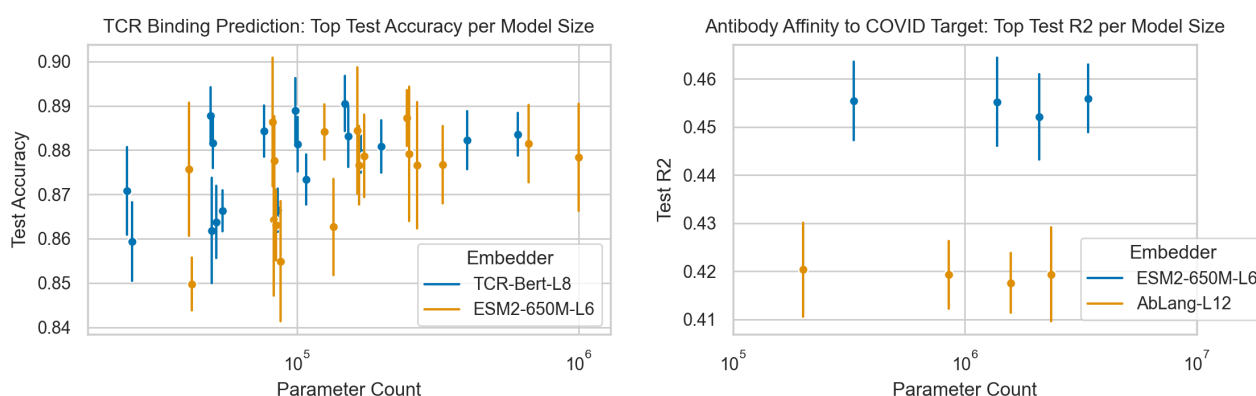 TCR Binding Prediction: Top Test Accuracy per Model Size
Test Accuracy
0.90
0.89
0.88
0.87
0.86
0.85
0.84
10^5
10^6
Parameter Count
Embedder
TCR-Bert-L8
ESM2-650M-L6
Antibody Affinity to COVID Target: Top Test R2 per Model Size
Test R2
0.46
0.45
0.44
0.43
0.42
0.41
10^5
10^6
10^7
Parameter Count
Embedder
ESM2-650M-L6
AbLang-L12